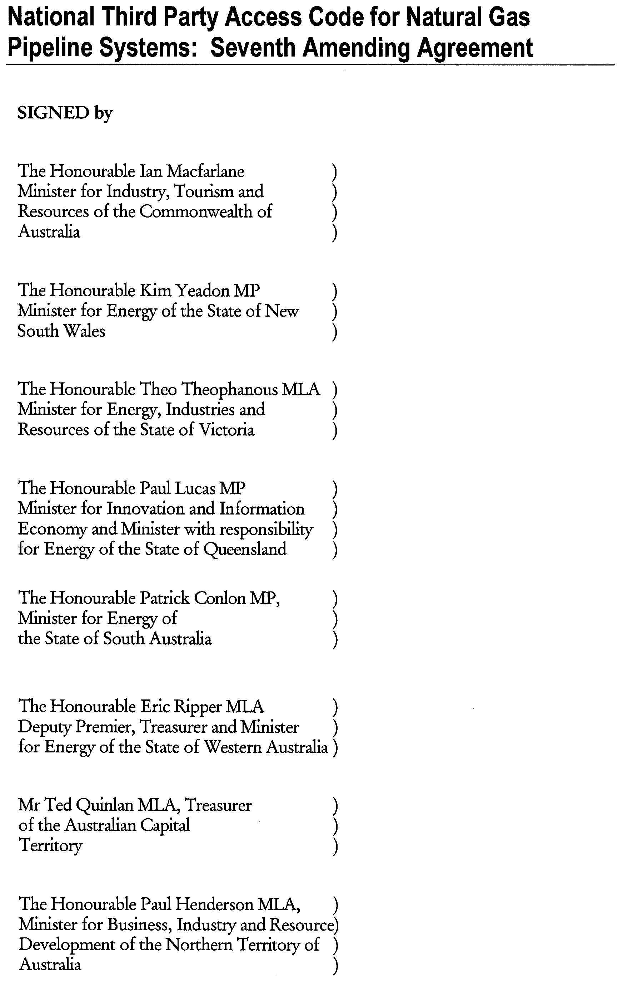 National Third Party Access Code for Natural Gas
Pipeline Systems: Seventh Amending Agreement
SIGNED by
The Honourable Ian Macfarlane )
Minister for Industry, Tourism and )
Resources of the Commonwealth of )
Australia )
The Honourable Kim Yeadon MP )
Minister for Energy of the State of New )
South Wales )
The Honourable Theo Theophanous MLA )
Minister for Energy, Industries and )
Resources of the State of Victoria )
The Honourable Paul Lucas MP )
Minister for Innovation and Information )
Economy and Minister with responsibility )
for Energy of the State of Queensland )
The Honourable Patrick Conlon MP, )
Minister for Energy of )
the State of South Australia )
The Honourable Eric Ripper MLA )
Deputy Premier, Treasurer and Minister )
for Energy of the State of Western Australia )
Mr Ted Quinlan MLA, Treasurer )
of the Australian Capital )
Territory )
The Honourable Paul Henderson MLA, )
Minister for Business, Industry and Resource)
Development of the Northern Territory of )
Australia )